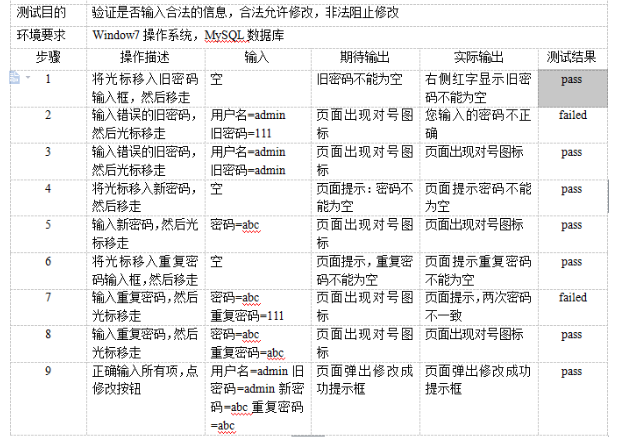 测试目的 验证是否输入合法的信息，合法允许修改，非法阻止修改
环境要求 Window7 操作系统，MySQL 数据库
步骤 操作描述 输入 期待输出 实际输出 测试结果
1 将光标移入旧密码输入框，然后移走 空 旧密码不能为空 右侧红字显示旧密码不能为空 pass
2 输入错误的旧密码，然后光标移走 用户名=admin 旧密码=111 页面出现对号图标 您输入的密码不正确 failed
3 输入错误的旧密码，然后光标移走 用户名=admin 旧密码=admin 页面出现对号图标 页面出现对号图标 pass
4 将光标移入新密码，然后移走 空 页面提示：密码不能为空 页面提示密码不能为空 pass
5 输入新密码，然后光标移走 密码=abc 页面出现对号图标 页面出现对号图标 pass
6 将光标移入重复密码输入框，然后移走 空 页面提示，重复密码不能为空 页面提示重复密码不能为空 pass
7 输入重复密码，然后光标移走 密码=abc 重复密码=111 页面出现对号图标 页面提示，两次密码不一致 failed
8 输入重复密码，然后光标移走 密码=abc 重复密码=abc 页面出现对号图标 页面出现对号图标 pass
9 正确输入所有项，点修改按钮 用户名=admin 旧密码=admin 新密码=abc 重复密码=abc 页面弹出修改成功提示框 页面弹出修改成功提示框 pass